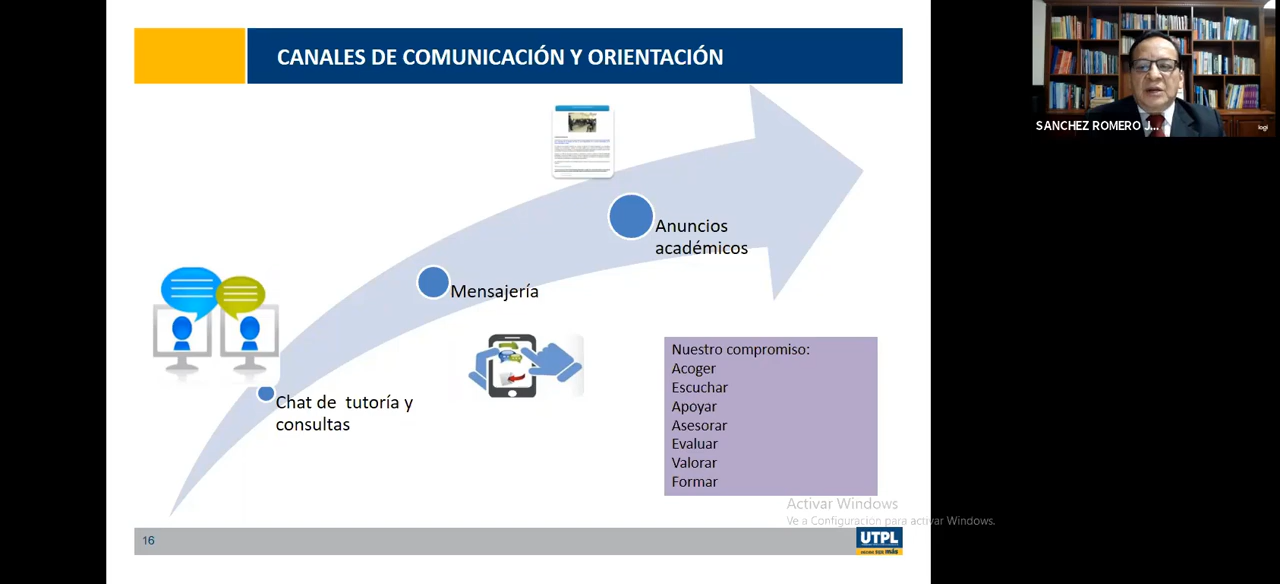 CANALES DE COMUNICACIÓN Y ORIENTACIÓN
SANCHEZ ROMERO J...
logi
Anuncios
académicos
Mensajería
Chat de  tutoría y
consultas
Nuestro compromiso:
Acoger
Escuchar
Apoyar
Asesorar
Evaluar
Valorar
Formar
Activar Windows
Ve a Configuración para activar Windows.
16
UTPL